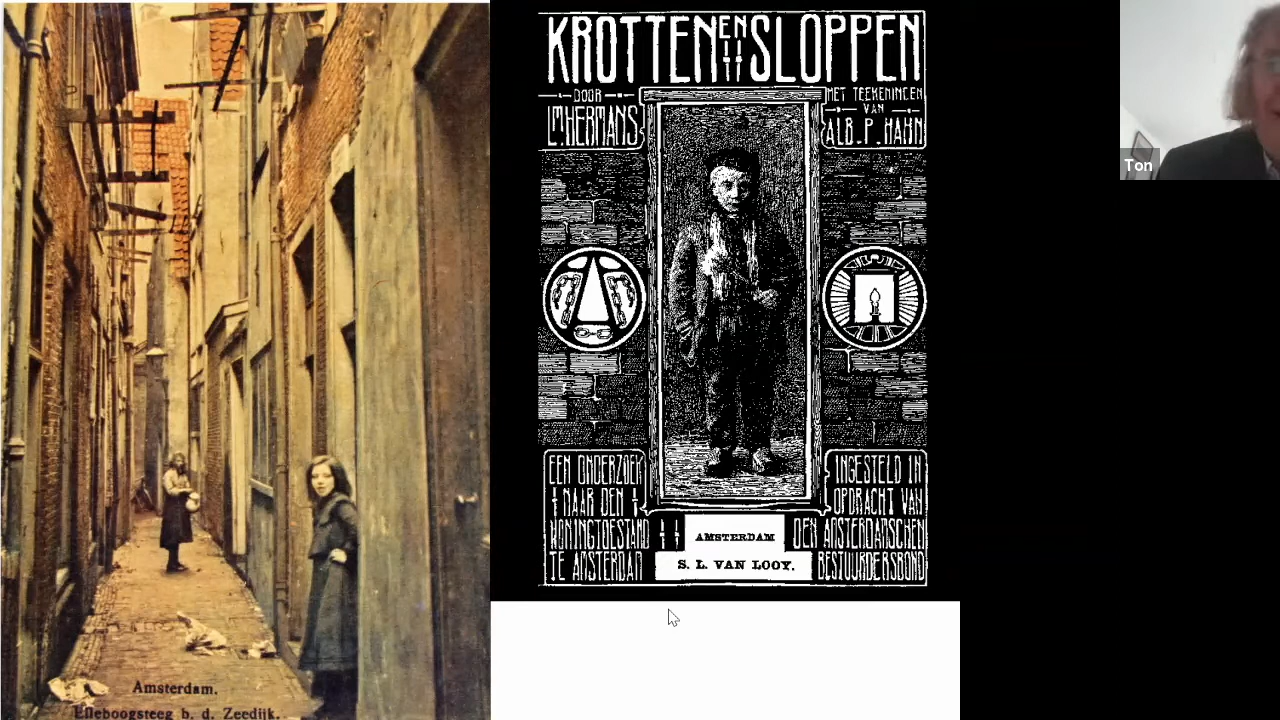 Amsterdam.
Elleboogsteeg b. d. Zeedijk.
KROTTEN EN SLOPPEN
DOOR
L.M. HERMANS
MET TEEKENINGEN
VAN
ALB. P. HAHN
EEN ONDERZOEK
NAAR DEN
WONINGTOESTAND
TE AMSTERDAM
INGESTELD IN
OPDRACHT VAN
DEN AMSTERDAMSCHEN
BESTUURDERSBOND
AMSTERDAM
S. L. VAN LOOY.
Ton